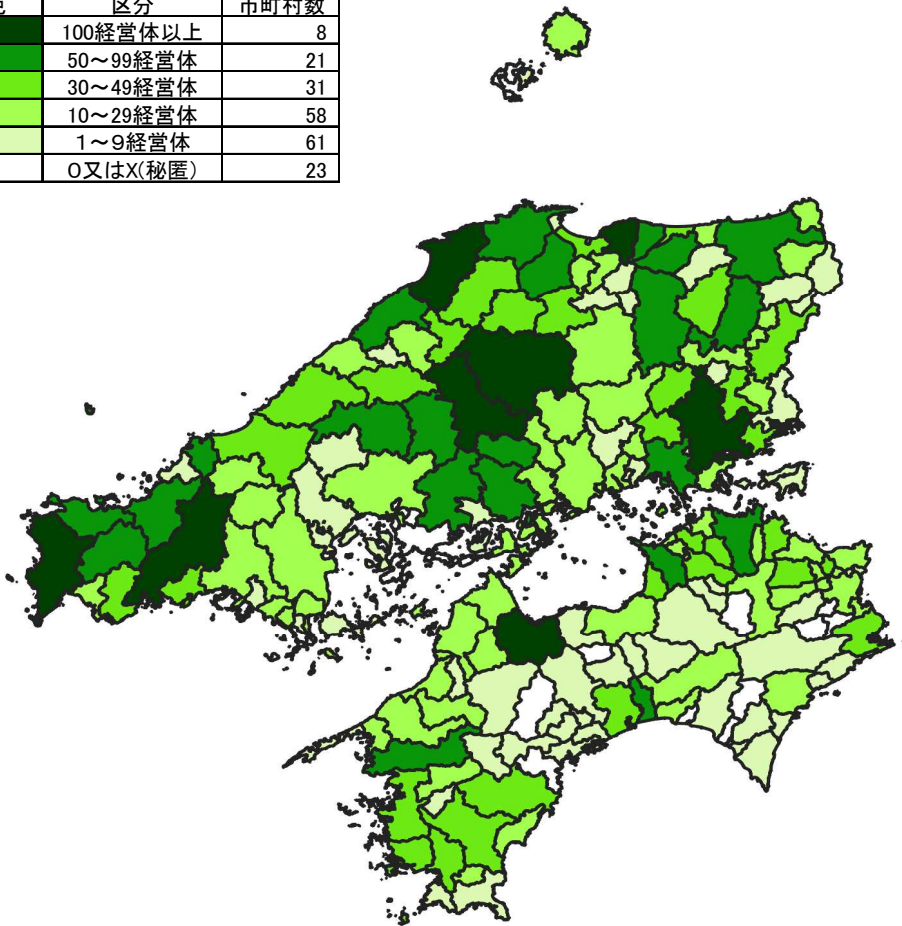 色 区分 市町村数
100経営体以上 8
50～99経営体 21
30～49経営体 31
10～29経営体 58
1～9経営体 61
0又はX(秘匿) 23